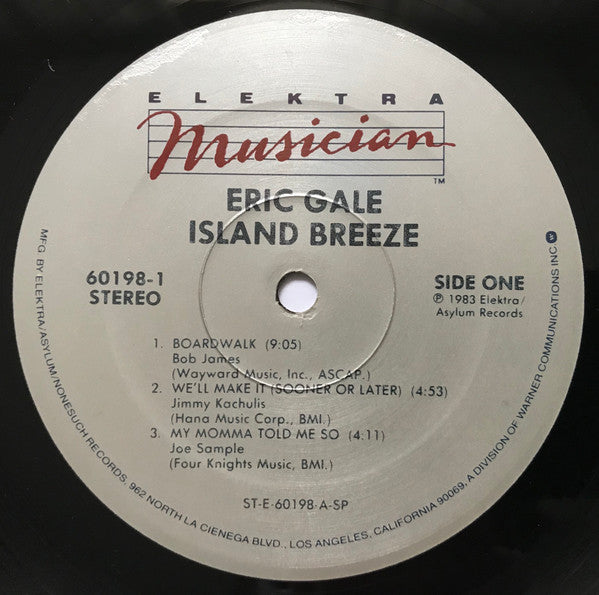 ELEKTRA
Musician
TM
ERIC GALE
ISLAND BREEZE
60198-1
STEREO
SIDE ONE
Ⓟ 1983 Elektra/
Asylum Records
1. BOARDWALK (9:05)
Bob James
(Wayward Music, Inc., ASCAP.)
2. WE'LL MAKE IT (SOONER OR LATER) (4:53)
Jimmy Kachulis
(Hana Music Corp., BMI.)
3. MY MOMMA TOLD ME SO (4:11)
Joe Sample
(Four Knights Music, BMI.)
ST-E-60198-A-SP
MFG. BY ELEKTRA/ASYLUM/NONESUCH RECORDS, 962 NORTH LA CIENEGA BLVD., LOS ANGELES, CALIFORNIA 90069, A DIVISION OF WARNER COMMUNICATIONS INC